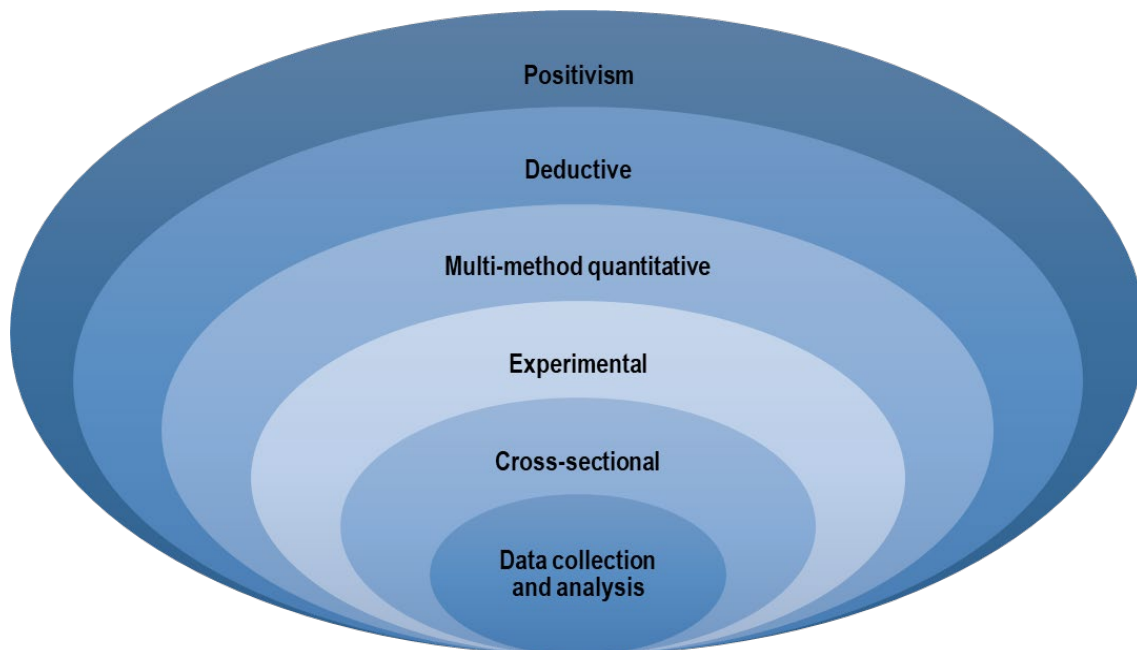 Positivism
Deductive
Multi-method quantitative
Experimental
Cross-sectional
Data collection
and analysis